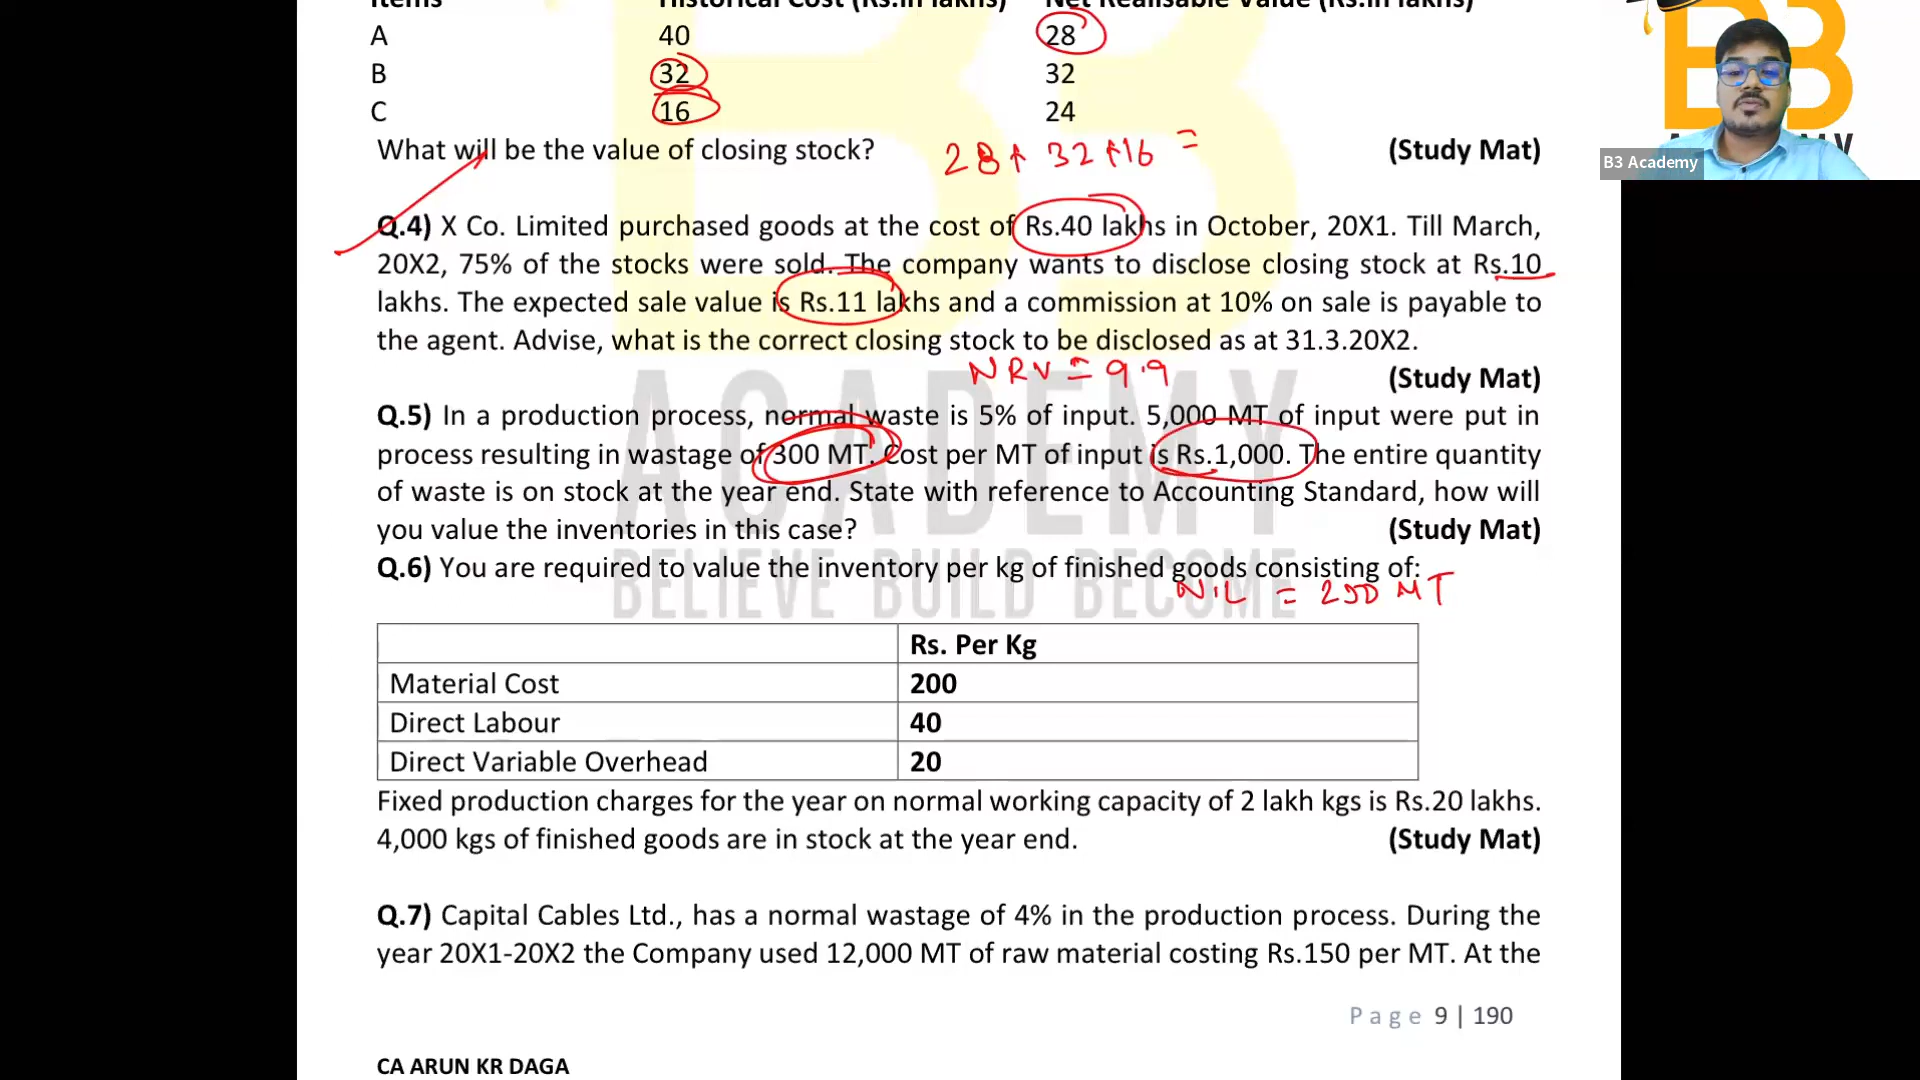 Items Historical Cost (Rs.in lakhs) Net Realisable Value (Rs.in lakhs)
A 40 28
B 32 32
C 16 24
What will be the value of closing stock? 28 + 32 + 16 = (Study Mat)
Q.4) X Co. Limited purchased goods at the cost of Rs.40 lakhs in October, 20X1. Till March,
20X2, 75% of the stocks were sold. The company wants to disclose closing stock at Rs.10
lakhs. The expected sale value is Rs.11 lakhs and a commission at 10% on sale is payable to
the agent. Advise, what is the correct closing stock to be disclosed as at 31.3.20X2.
NRV = 9.9
(Study Mat)
Q.5) In a production process, normal waste is 5% of input. 5,000 MT of input were put in
process resulting in wastage of 300 MT. Cost per MT of input is Rs.1,000. The entire quantity
of waste is on stock at the year end. State with reference to Accounting Standard, how will
you value the inventories in this case? (Study Mat)
Q.6) You are required to value the inventory per kg of finished goods consisting of:
N.L = 250 MT
Rs. Per Kg
Material Cost 200
Direct Labour 40
Direct Variable Overhead 20
Fixed production charges for the year on normal working capacity of 2 lakh kgs is Rs.20 lakhs.
4,000 kgs of finished goods are in stock at the year end. (Study Mat)
Q.7) Capital Cables Ltd., has a normal wastage of 4% in the production process. During the
year 20X1-20X2 the Company used 12,000 MT of raw material costing Rs.150 per MT. At the
Page 9 | 190
CA ARUN KR DAGA
B3
ACADEMY
BELIEVE BUILD BECOME
B3 Academy